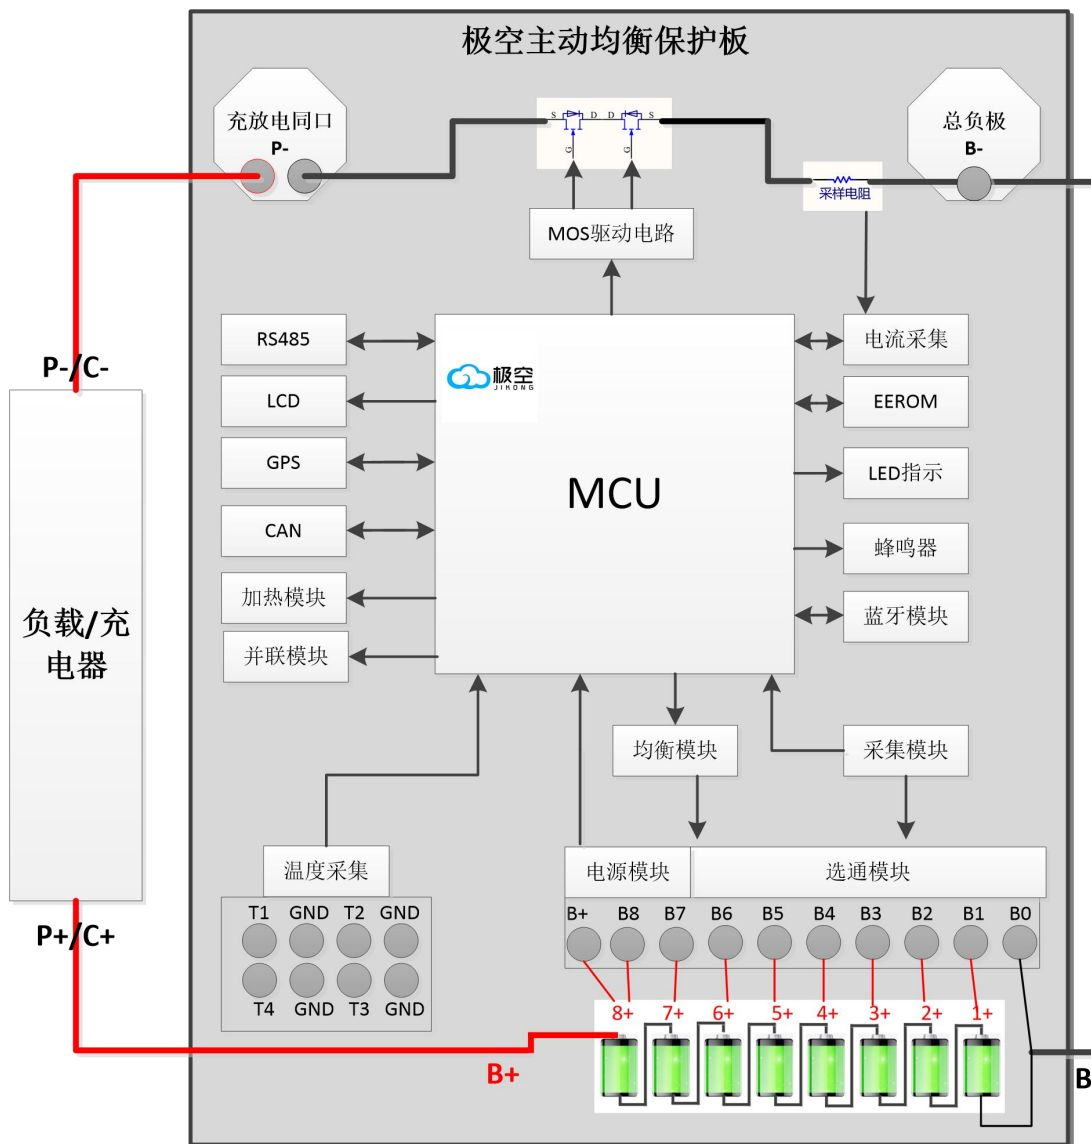 极空主动均衡保护板
充放电同口
P-
S D D S
G G
总负极
B-
采样电阻
MOS驱动电路
RS485
LCD
GPS
CAN
加热模块
并联模块
极空
JIKONG
MCU
电流采集
EEROM
LED指示
蜂鸣器
蓝牙模块
P-/C-
负载/充
电器
P+/C+
均衡模块
采集模块
温度采集
T1 GND T2 GND
T4 GND T3 GND
电源模块
选通模块
B+ B8 B7 B6 B5 B4 B3 B2 B1 B0
8+ 7+ 6+ 5+ 4+ 3+ 2+ 1+
B+
B